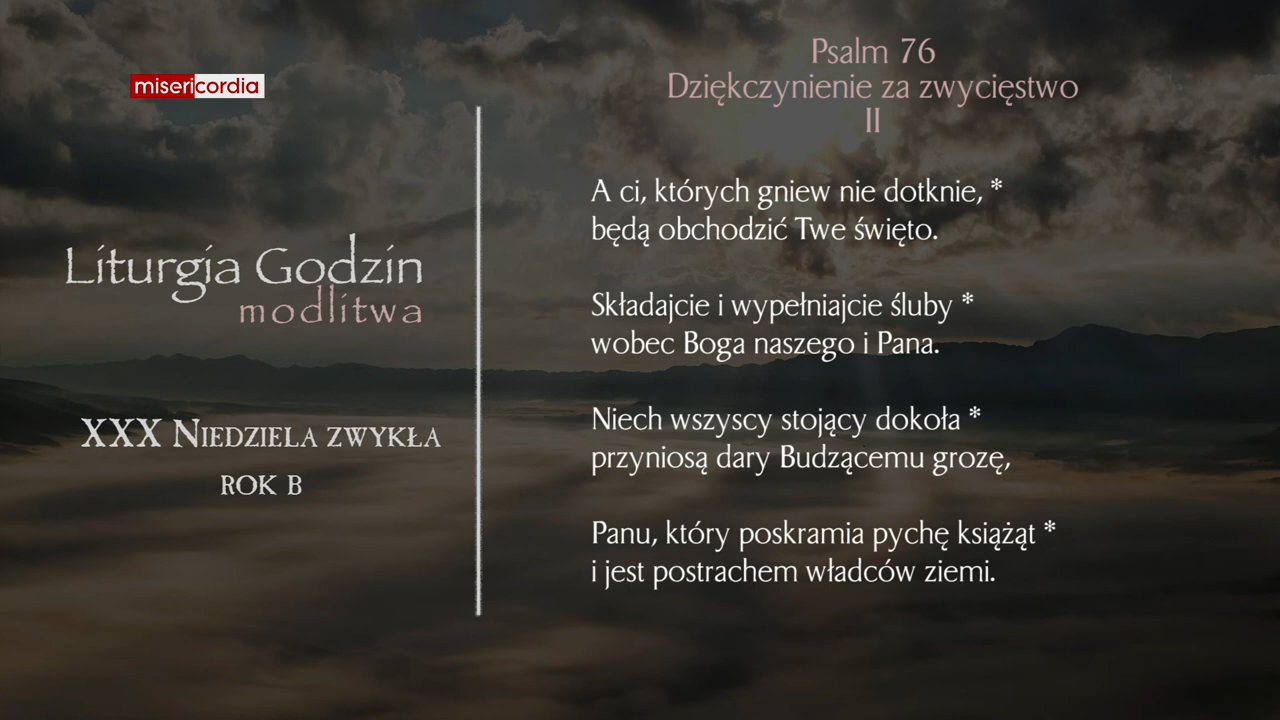 misericordia
Liturgia Godzin
modlitwa
XXX Niedziela zwykła
rok B
Psalm 76
Dziękczynienie za zwycięstwo
II
A ci, których gniew nie dotknie, *
będą obchodzić Twe święto.
Składajcie i wypełniajcie śluby *
wobec Boga naszego i Pana.
Niech wszyscy stojący dokoła *
przyniosą dary Budzącemu grozę,
Panu, który poskramia pychę książąt *
i jest postrachem władców ziemi.